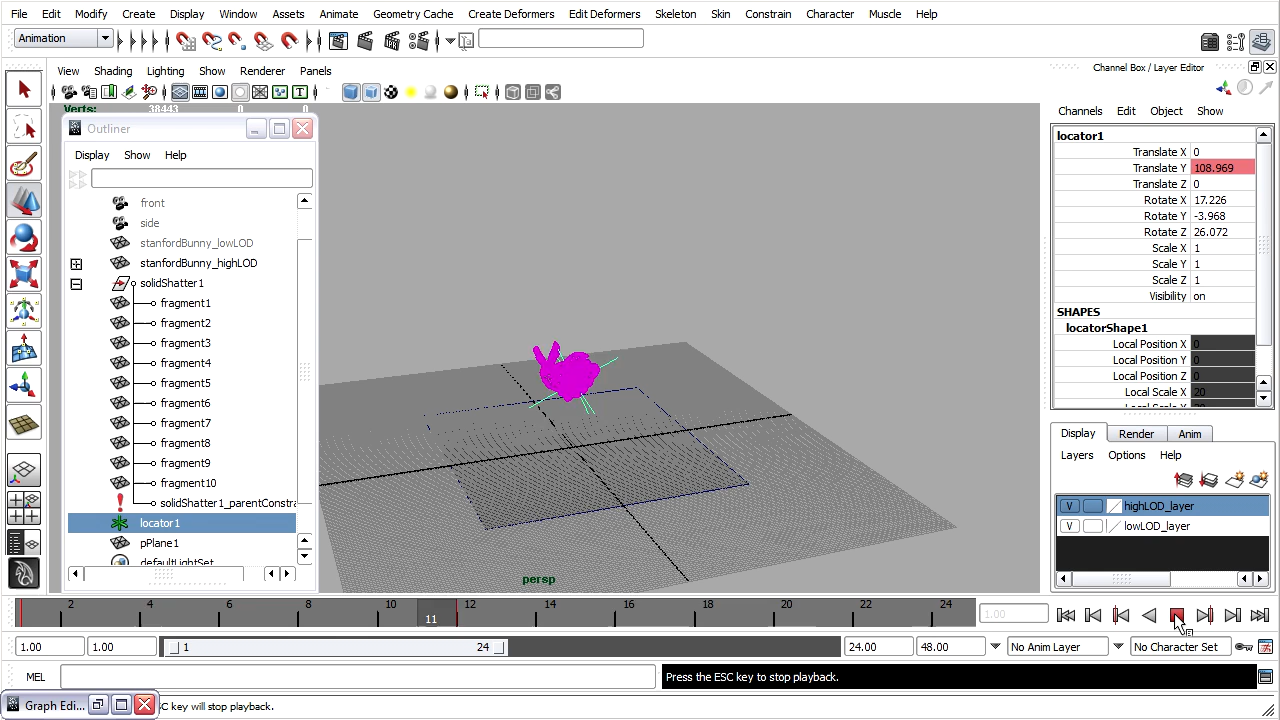 File Edit Modify Create Display Window Assets Animate Geometry Cache Create Deformers Edit Deformers Skeleton Skin Constrain Character Muscle Help
Animation
View Shading Lighting Show Renderer Panels
Channel Box / Layer Editor
Verts: 38443 0 0
Channels Edit Object Show
Outliner
Display Show Help
front
side
stanfordBunny_lowLOD
stanfordBunny_highLOD
solidShatter1
fragment1
fragment2
fragment3
fragment4
fragment5
fragment6
fragment7
fragment8
fragment9
fragment10
solidShatter1_parentConstra
locator1
pPlane1
defaultLightSet
locator1
Translate X 0
Translate Y 108.969
Translate Z 0
Rotate X 17.226
Rotate Y -3.968
Rotate Z 26.072
Scale X 1
Scale Y 1
Scale Z 1
Visibility on
SHAPES
locatorShape1
Local Position X 0
Local Position Y 0
Local Position Z 0
Local Scale X 20
Display Render Anim
Layers Options Help
V highLOD_layer
V lowLOD_layer
persp
2 4 6 8 10 11 12 14 16 18 20 22 24
1.00
1.00 1.00 1 24 24.00 48.00 No Anim Layer No Character Set
MEL
Press the ESC key to stop playback.
Graph Edi...
C key will stop playback.